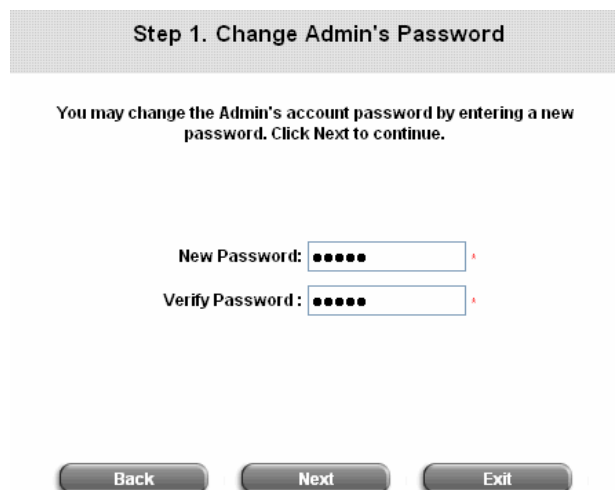 Step 1. Change Admin's Password
You may change the Admin's account password by entering a new
password. Click Next to continue.
New Password: ●●●●● *
Verify Password : ●●●●● *
Back Next Exit